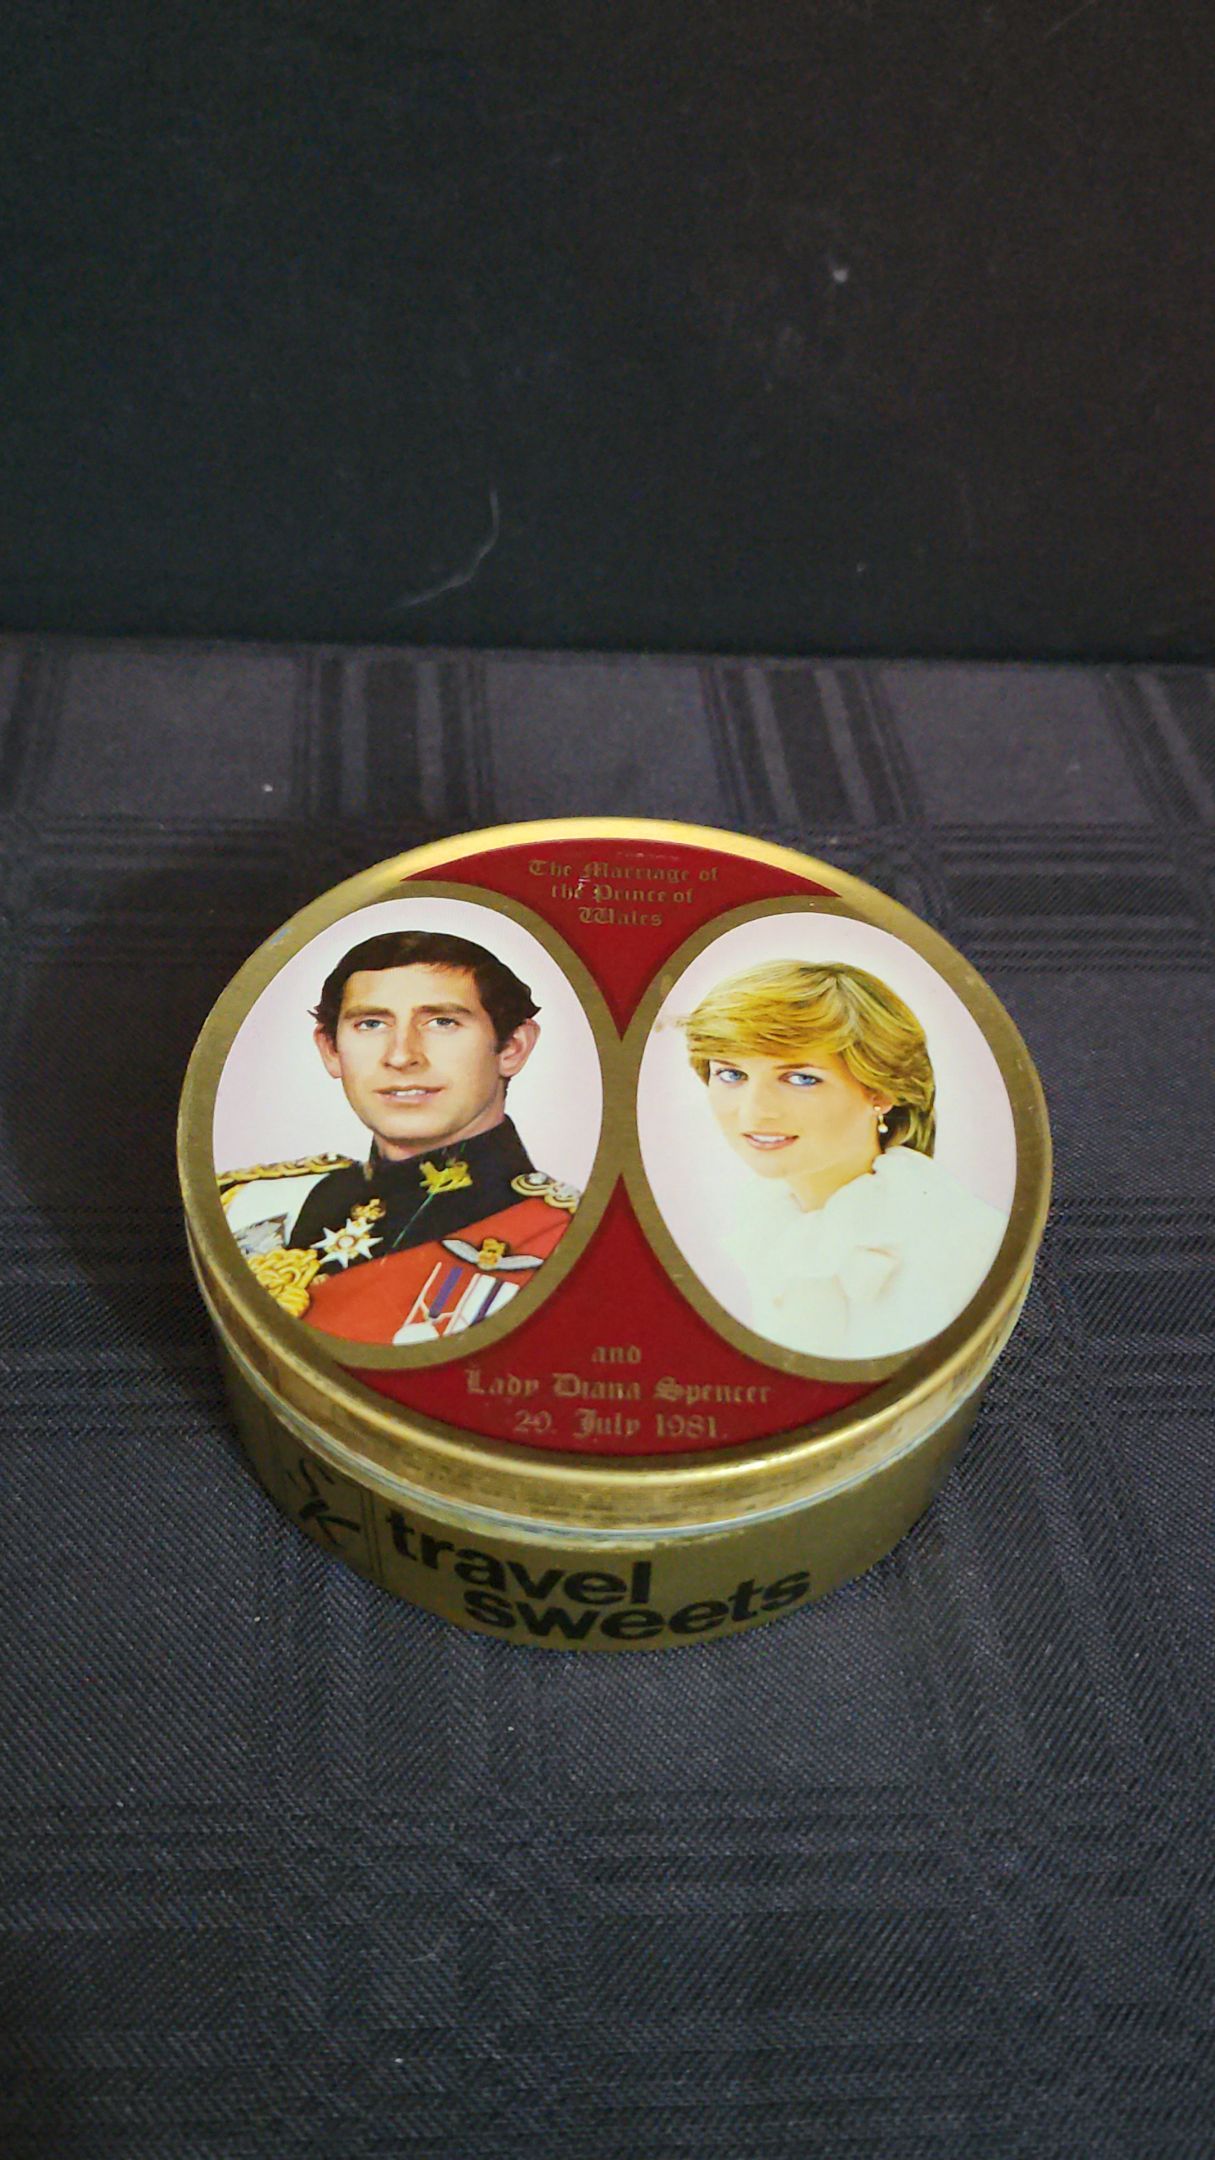 The Marriage of
the Prince of
Wales
and
Lady Diana Spencer
29. July 1981.
travel
sweets